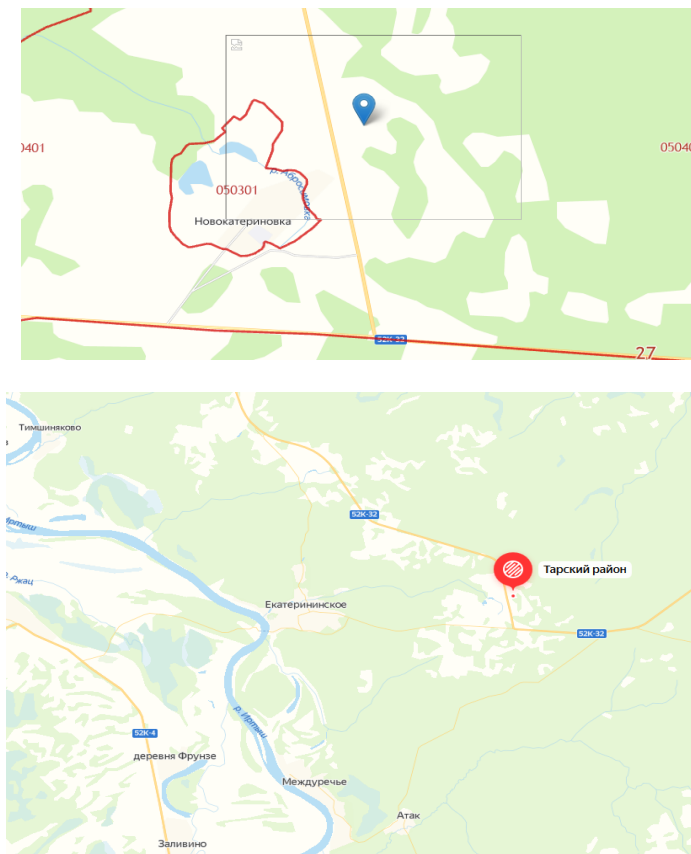 0401
05040
р. Абросимовка
050301
Новокатериновка
52К-32
27
Тимшиняково
52К-32
Иртыш
Тарский район
р. Ржац
Екатерининское
52К-32
р. Иртыш
52К-4
деревня Фрунзе
Междуречье
Атак
Заливино